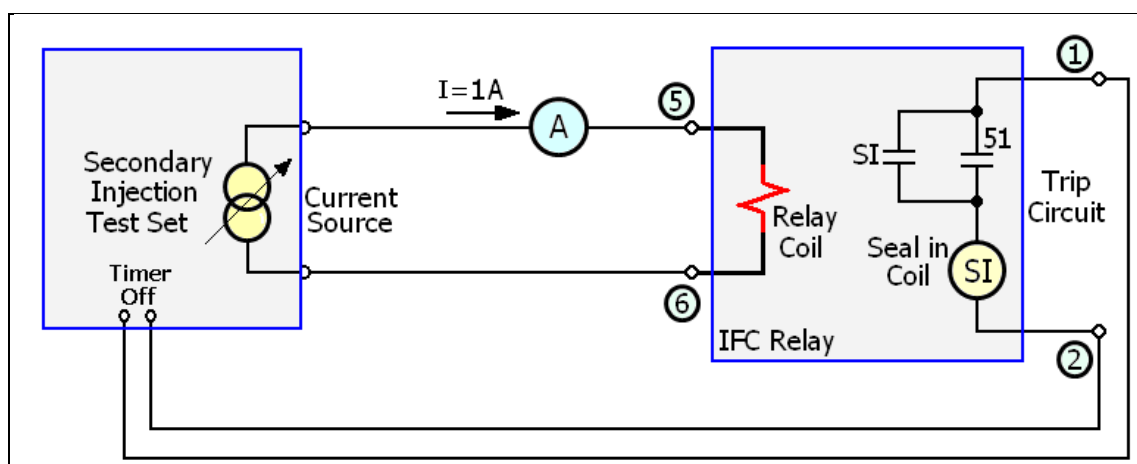 I=1A
A
5
6
Secondary
Injection
Test Set
Current
Source
Timer
Off
Relay
Coil
IFC Relay
SI
51
Seal in
Coil
SI
1
2
Trip
Circuit